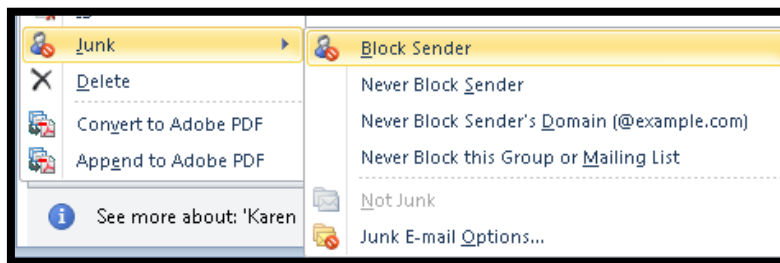 Junk
Delete
Convert to Adobe PDF
Append to Adobe PDF
See more about: 'Karen
Block Sender
Never Block Sender
Never Block Sender's Domain (@example.com)
Never Block this Group or Mailing List
Not Junk
Junk E-mail Options...